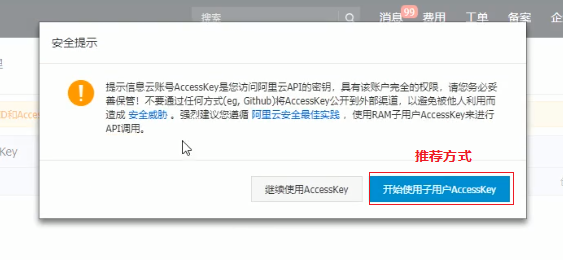 搜索 消息 99 费用 工单 备案 企
理
安全提示
提示信息云账号AccessKey是您访问阿里云API的密钥，具有该账户完全的权限，请您务必妥
善保管！不要通过任何方式(eg, Github)将AccessKey公开到外部渠道，以避免被他人利用而
造成 安全威胁 。强烈建议您遵循 阿里云安全最佳实践 ，使用RAM子用户AccessKey来进行
API调用。
ID和Acces
Key
推荐方式
继续使用AccessKey 开始使用子用户AccessKey